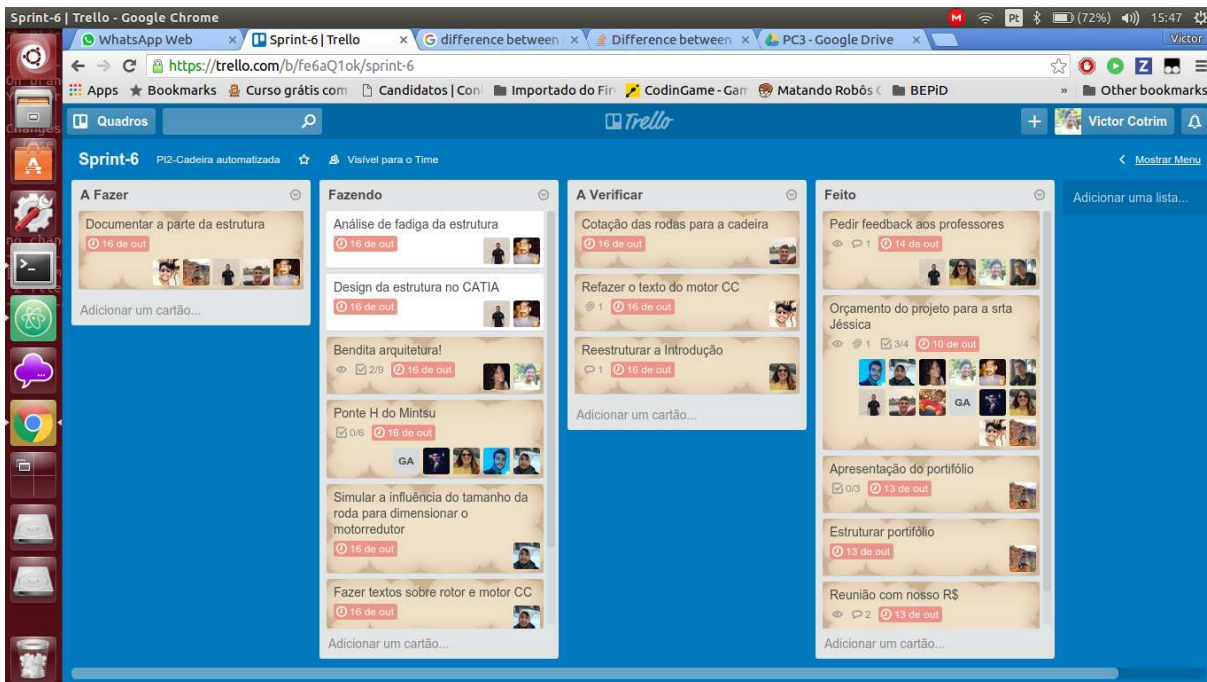 Sprint-6 | Trello - Google Chrome
M Pt (72%) 15:47
WhatsApp Web
Sprint-6 | Trello
difference between
Difference between
PC3 - Google Drive
Victor
https://trello.com/b/fe6aQ1ok/sprint-6
Apps Bookmarks Curso grátis com Candidatos | Con Importado do Fir CodinGame - Gam Matando Robôs BEPiD » Other bookmarks
Quadros Trello + Victor Cotrim
Sprint-6 PI2-Cadeira automatizada Visível para o Time Mostrar Menu
A Fazer
Documentar a parte da estrutura
16 de out
Adicionar um cartão...
Fazendo
Análise de fadiga da estrutura
16 de out
Design da estrutura no CATIA
16 de out
Bendita arquitetura!
2/9 16 de out
Ponte H do Mintsu
0/6 16 de out
GA
Simular a influência do tamanho da
roda para dimensionar o
motorredutor
16 de out
Fazer textos sobre rotor e motor CC
16 de out
Adicionar um cartão...
A Verificar
Cotação das rodas para a cadeira
16 de out
Refazer o texto do motor CC
1 16 de out
Reestruturar a Introdução
1 16 de out
Adicionar um cartão...
Feito
Pedir feedback aos professores
1 14 de out
Orçamento do projeto para a srta
Jéssica
1 3/4 10 de out
GA
Apresentação do portifólio
0/3 13 de out
Estruturar portifólio
13 de out
Reunião com nosso R$
2 13 de out
Adicionar um cartão...
Adicionar uma lista...